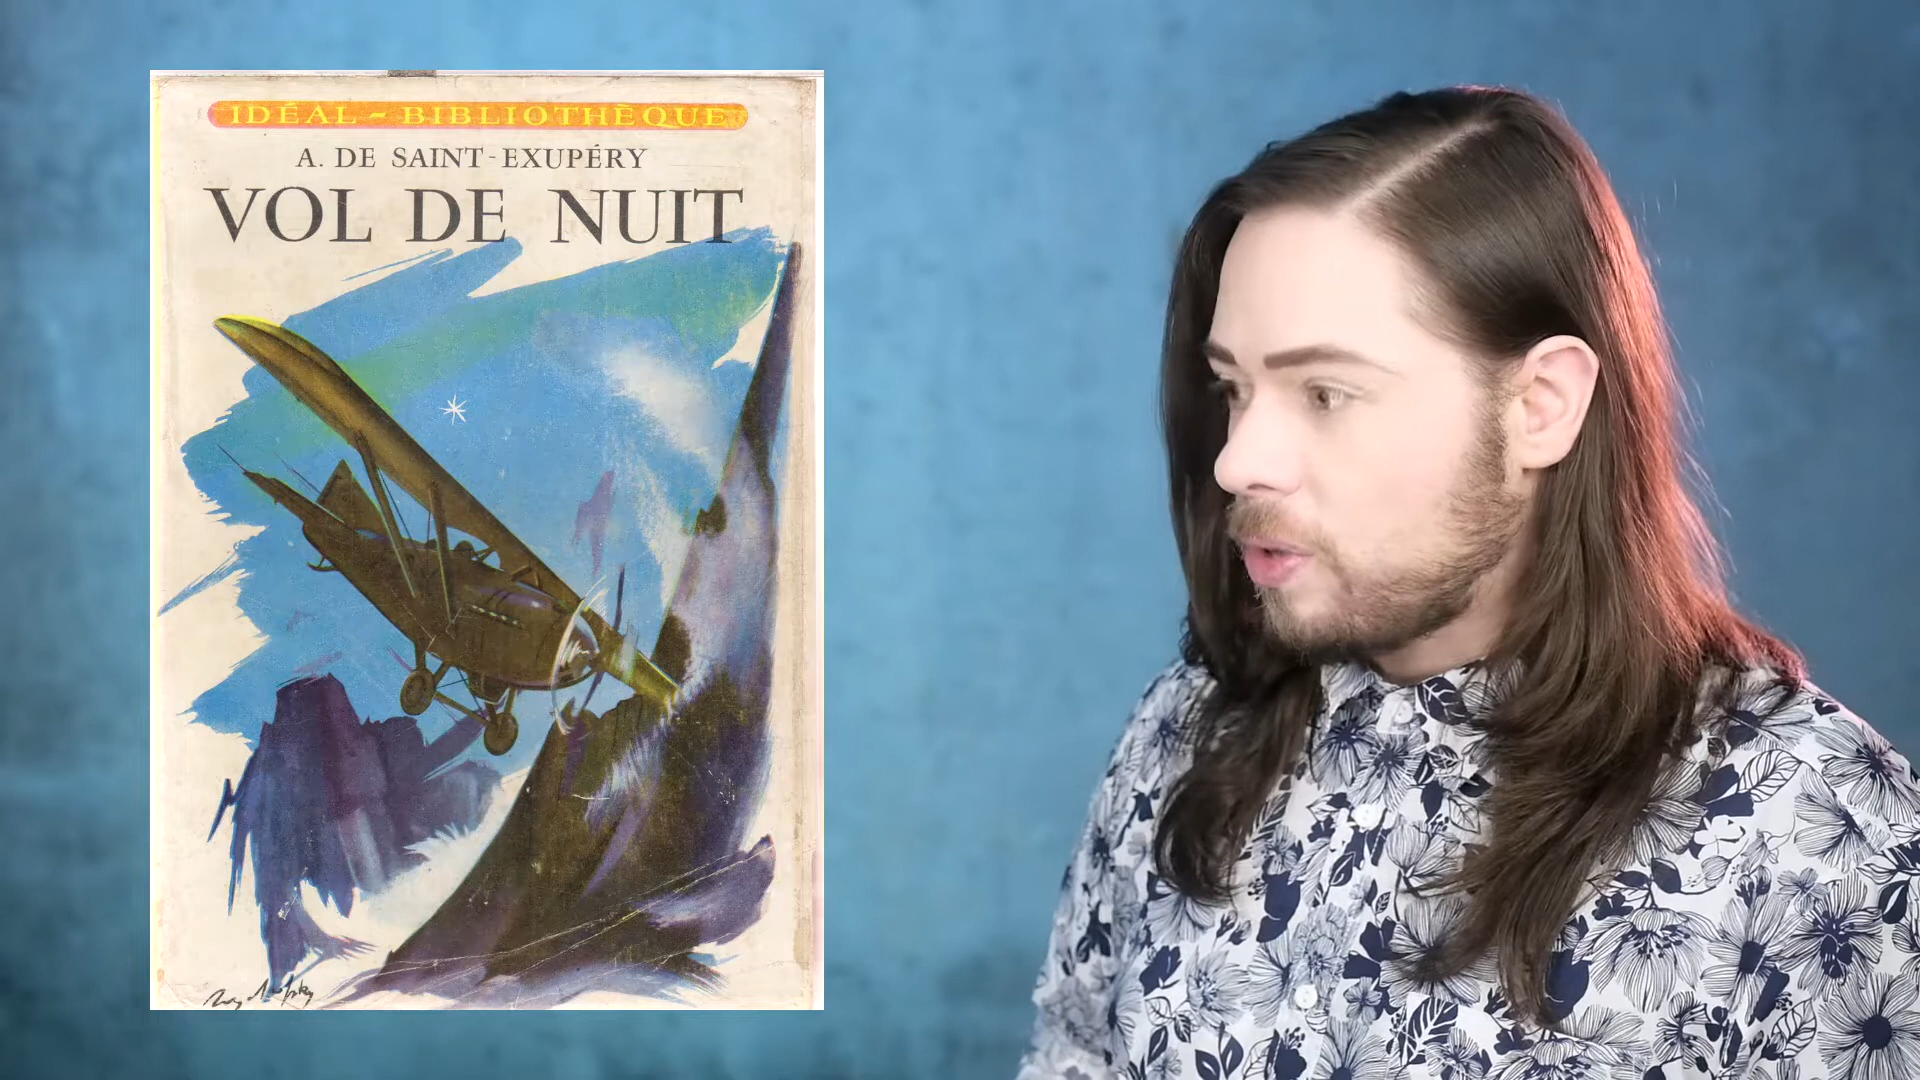 IDÉAL-BIBLIOTHÈQUE
A. DE SAINT-EXUPÉRY
VOL DE NUIT